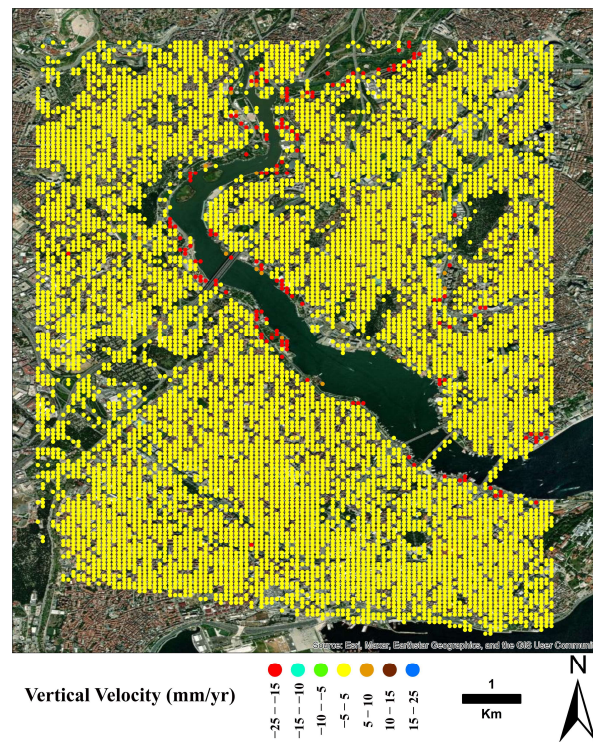 Source: Esri, Maxar, Earthstar Geographics, and the GIS User Communi
Vertical Velocity (mm/yr)
-25 – -15
-15 – -10
-10 – -5
-5 – 5
5 - 10
10 - 15
15 - 25
1
Km
N